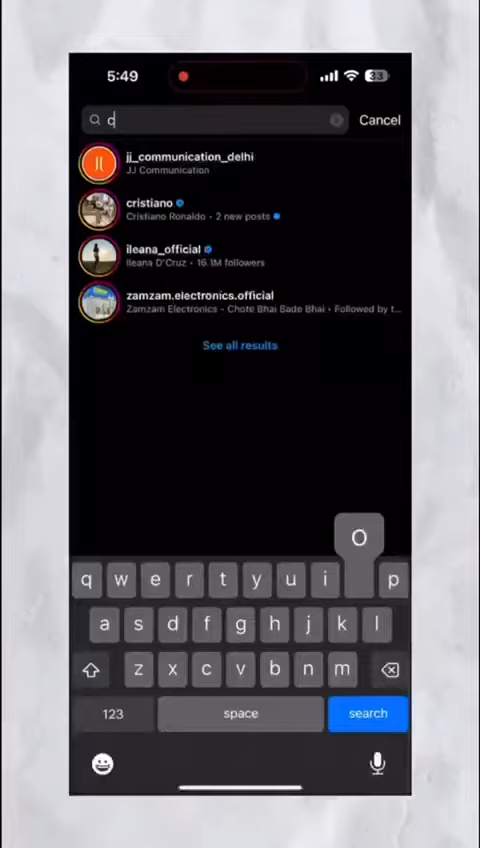 5:49
33
c
Cancel
jj_communication_delhi
JJ Communication
cristiano
Cristiano Ronaldo • 2 new posts
ileana_official
Ileana D'Cruz • 16.1M followers
zamzam.electronics.official
Zamzam Electronics - Chote Bhai Bade Bhai • Followed by t...
See all results
O
q w e r t y u i p
a s d f g h j k l
z x c v b n m
123 space search